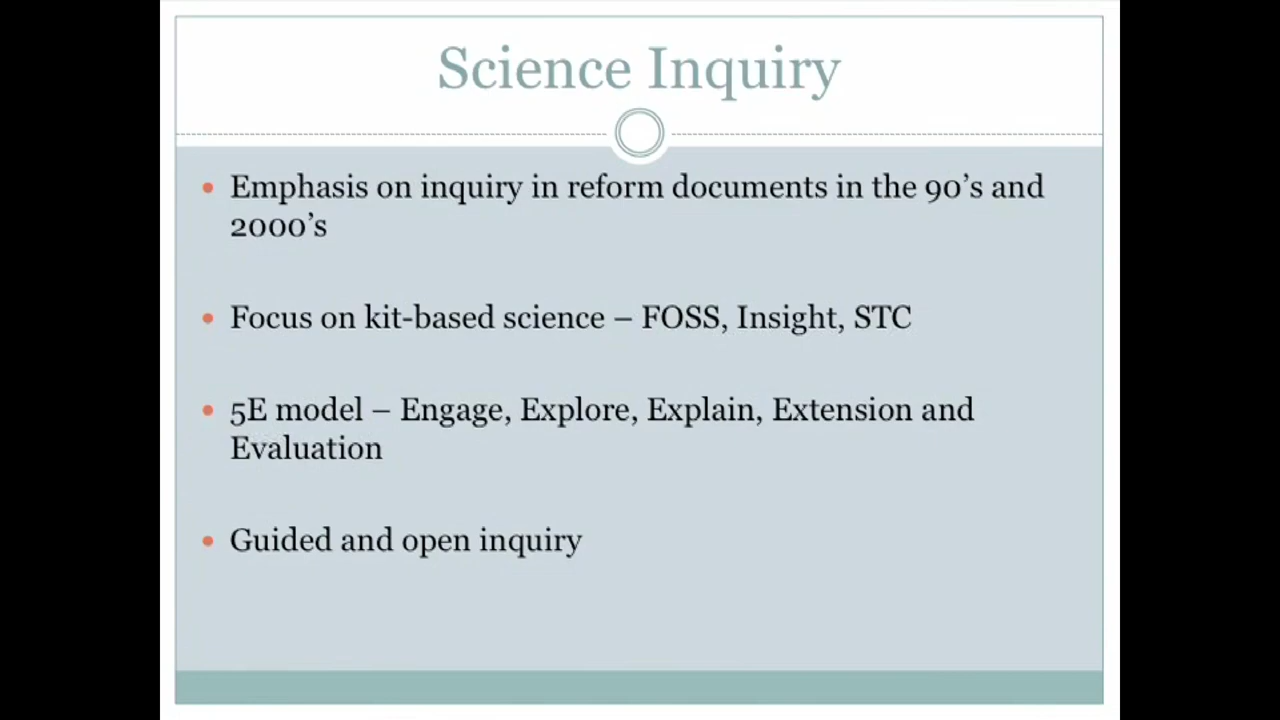 Science Inquiry
• Emphasis on inquiry in reform documents in the 90’s and
2000’s
• Focus on kit-based science – FOSS, Insight, STC
• 5E model – Engage, Explore, Explain, Extension and
Evaluation
• Guided and open inquiry